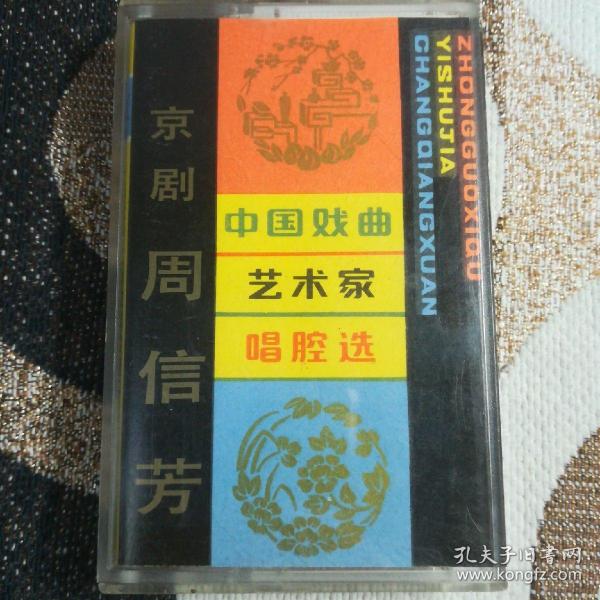 京剧 周信芳
中国戏曲
艺术家
唱腔选
ZHONGGUOXIQU
YISHUJIA
CHANGQIANGXUAN
孔夫子旧书网
www.kongfz.com